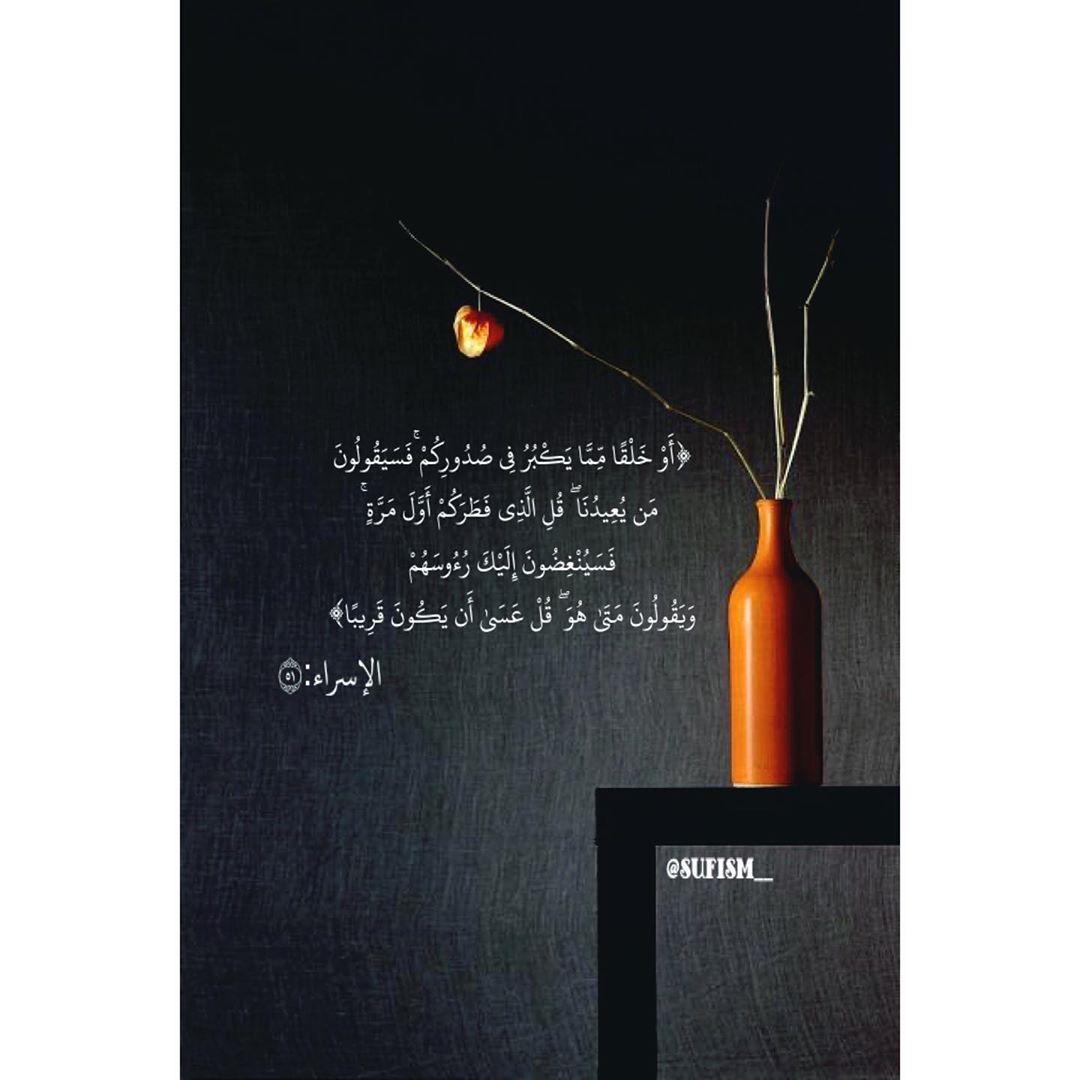 ﴿أَوْ خَلْقًا مِّمَّا يَكْبُرُ فِى صُدُورِكُمْ ۚ فَسَيَقُولُونَ
مَن يُعِيدُنَا ۖ قُلِ الَّذِى فَطَرَكُمْ أَوَّلَ مَرَّةٍ ۚ
فَسَيُنْغِضُونَ إِلَيْكَ رُءُوسَهُمْ
وَيَقُولُونَ مَتَىٰ هُوَ ۖ قُلْ عَسَىٰ أَن يَكُونَ قَرِيبًا﴾
الإسراء:٥١
@SUFISM__